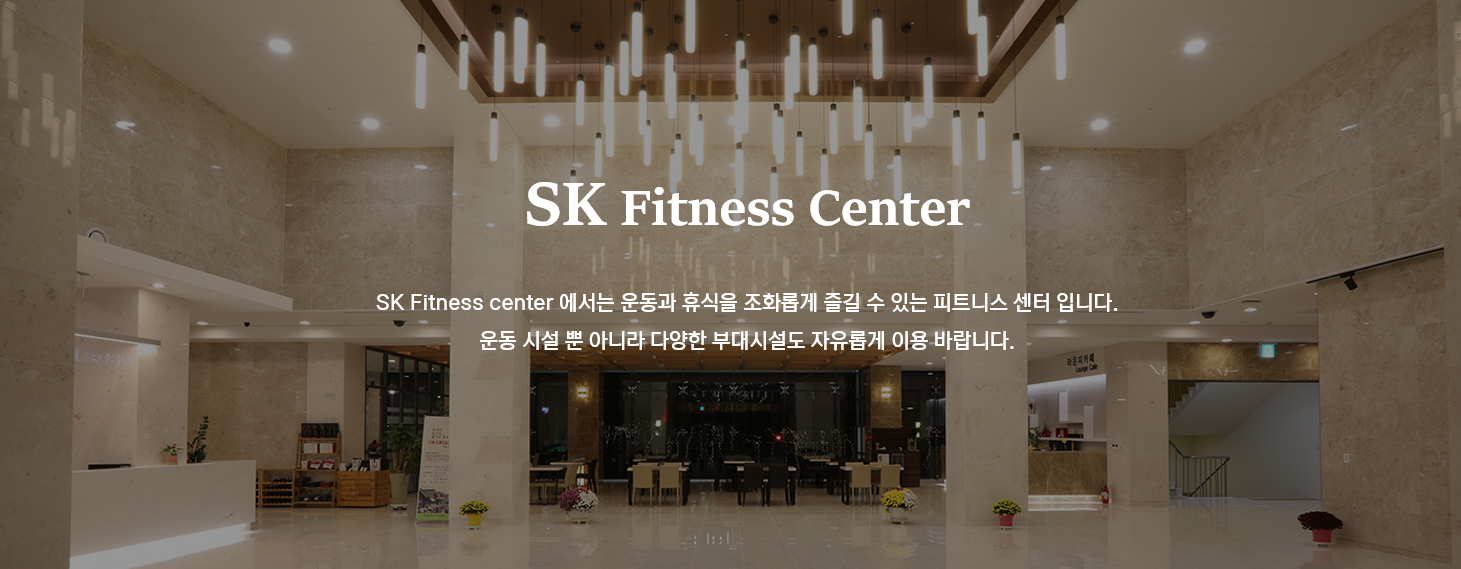 SK Fitness Center
SK Fitness center 에서는 운동과 휴식을 조화롭게 즐길 수 있는 피트니스 센터 입니다.
운동 시설 뿐 아니라 다양한 부대시설도 자유롭게 이용 바랍니다.
라운지카페
Lounge Cafe